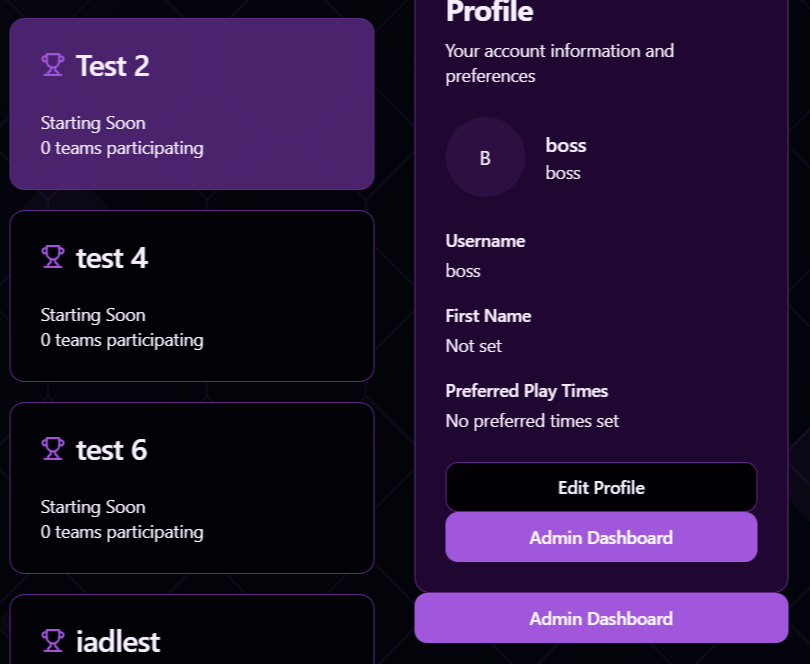 Test 2
Starting Soon
0 teams participating
test 4
Starting Soon
0 teams participating
test 6
Starting Soon
0 teams participating
iadlest
Profile
Your account information and
preferences
B
boss
boss
Username
boss
First Name
Not set
Preferred Play Times
No preferred times set
Edit Profile
Admin Dashboard
Admin Dashboard